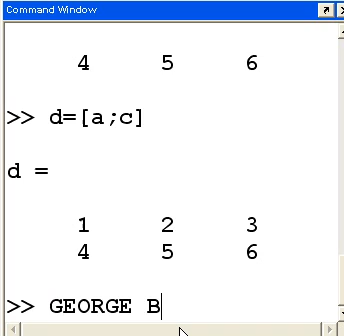 Command Window
4 5 6
>> d=[a;c]
d =
1 2 3
4 5 6
>> GEORGE B